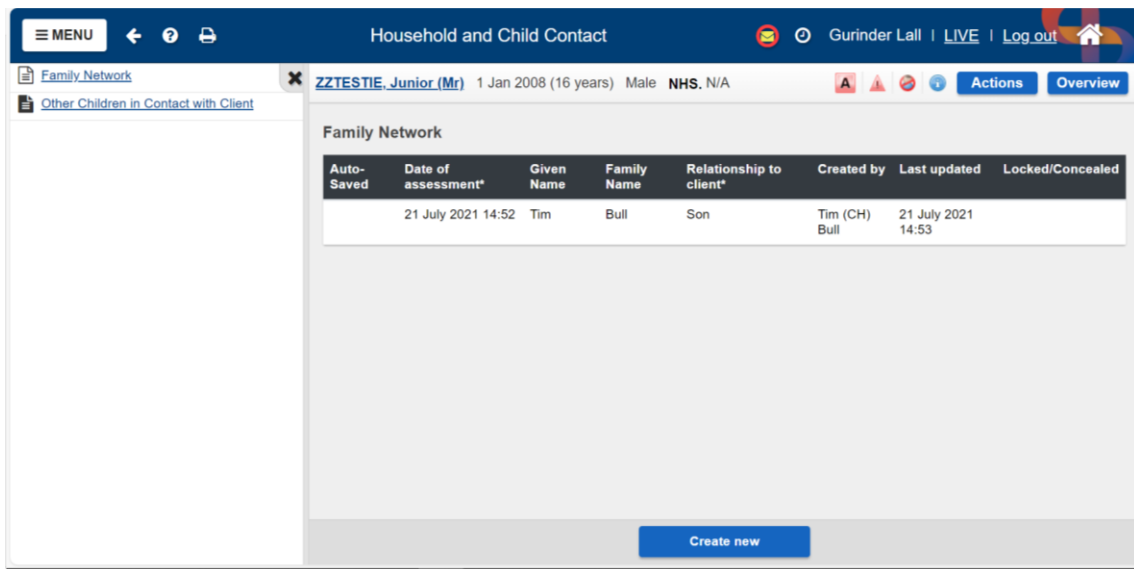 MENU
Household and Child Contact
Gurinder Lall | LIVE | Log out
Family Network
Other Children in Contact with Client
ZZTESTIE, Junior (Mr) 1 Jan 2008 (16 years) Male NHS. N/A
A
Actions
Overview
Family Network
Auto-Saved Date of assessment* Given Name Family Name Relationship to client* Created by Last updated Locked/Concealed
21 July 2021 14:52 Tim Bull Son Tim (CH) Bull 21 July 2021 14:53
Create new